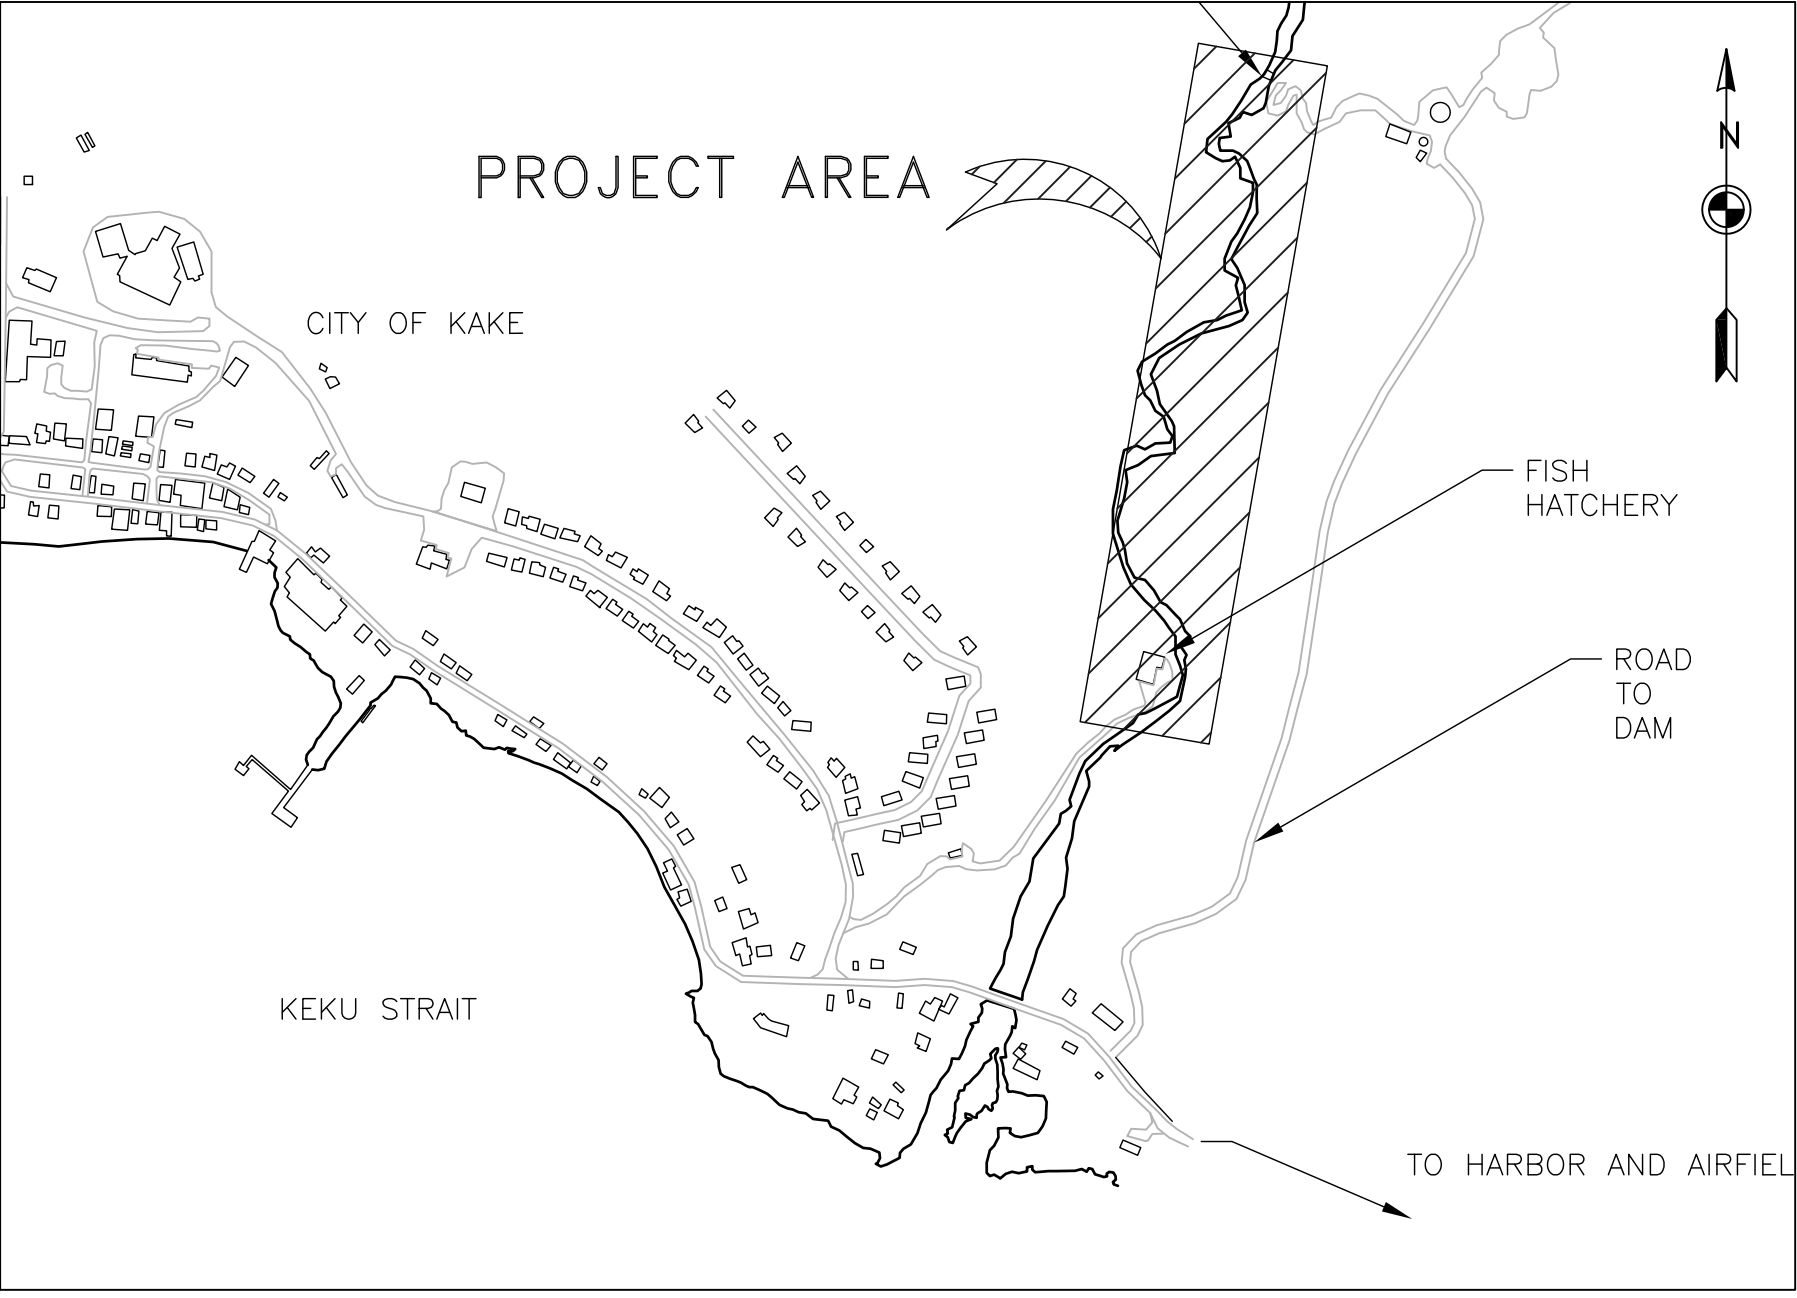 PROJECT AREA
N
CITY OF KAKE
FISH
HATCHERY
ROAD
TO
DAM
KEKU STRAIT
TO HARBOR AND AIRFIEL